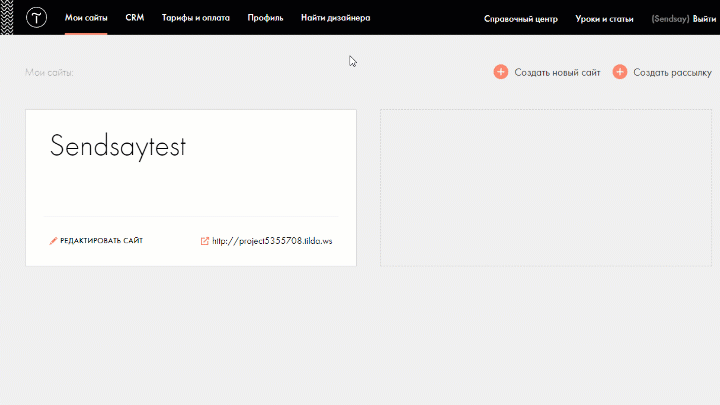 Мои сайты CRM Тарифы и оплата Профиль Найти дизайнера Справочный центр Уроки и статьи (Sendsay) Выйти
Мои сайты: Создать новый сайт Создать рассылку
Sendsaytest
РЕДАКТИРОВАТЬ САЙТ http://project5355708.tilda.ws